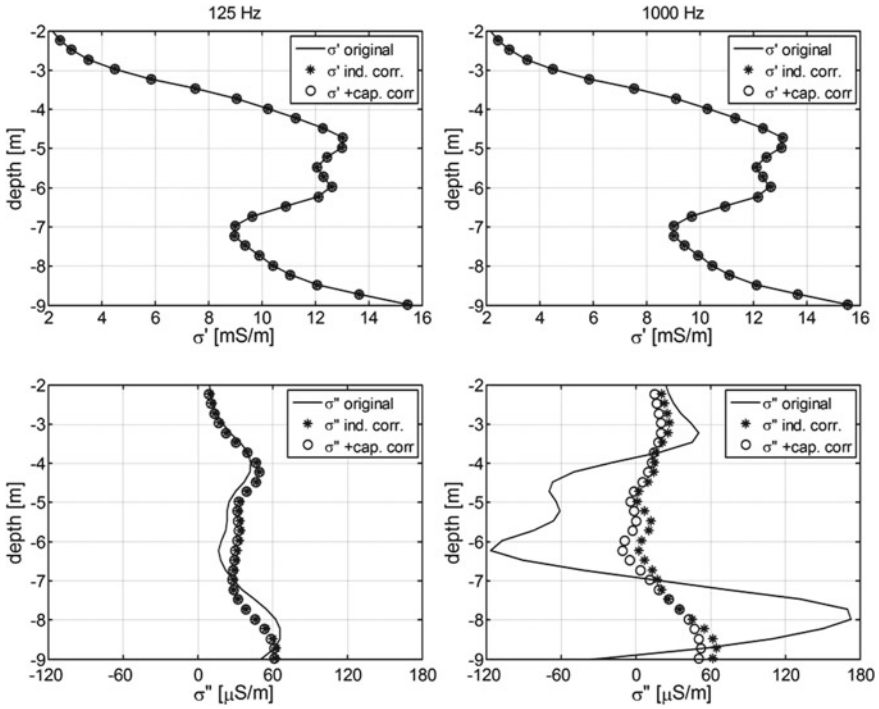 125 Hz
-2
-3
-4
-5
-6
-7
-8
-9
depth [m]
2 4 6 8 10 12 14 16
σ' [mS/m]
σ' original
σ' ind. corr.
σ' +cap. corr
1000 Hz
-2
-3
-4
-5
-6
-7
-8
-9
depth [m]
2 4 6 8 10 12 14 16
σ' [mS/m]
σ' original
σ' ind. corr.
σ' +cap. corr
-2
-3
-4
-5
-6
-7
-8
-9
depth [m]
-120 -60 0 60 120 180
σ" [μS/m]
σ" original
σ" ind. corr.
σ" +cap. corr
-2
-3
-4
-5
-6
-7
-8
-9
depth [m]
-120 -60 0 60 120 180
σ" [μS/m]
σ" original
σ" ind. corr.
σ" +cap. corr